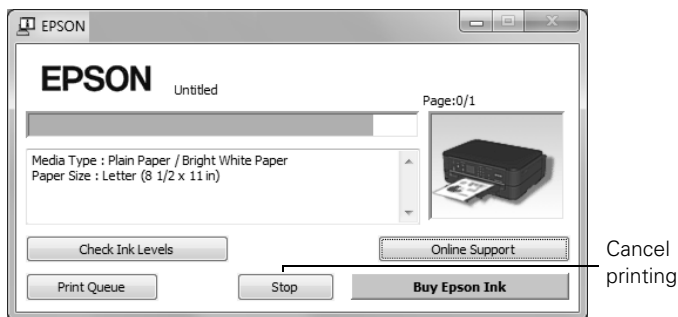 EPSON
EPSON
Untitled
Page:0/1
Media Type : Plain Paper / Bright White Paper
Paper Size : Letter (8 1/2 x 11 in)
Check Ink Levels
Online Support
Print Queue
Stop
Buy Epson Ink
Cancel
printing